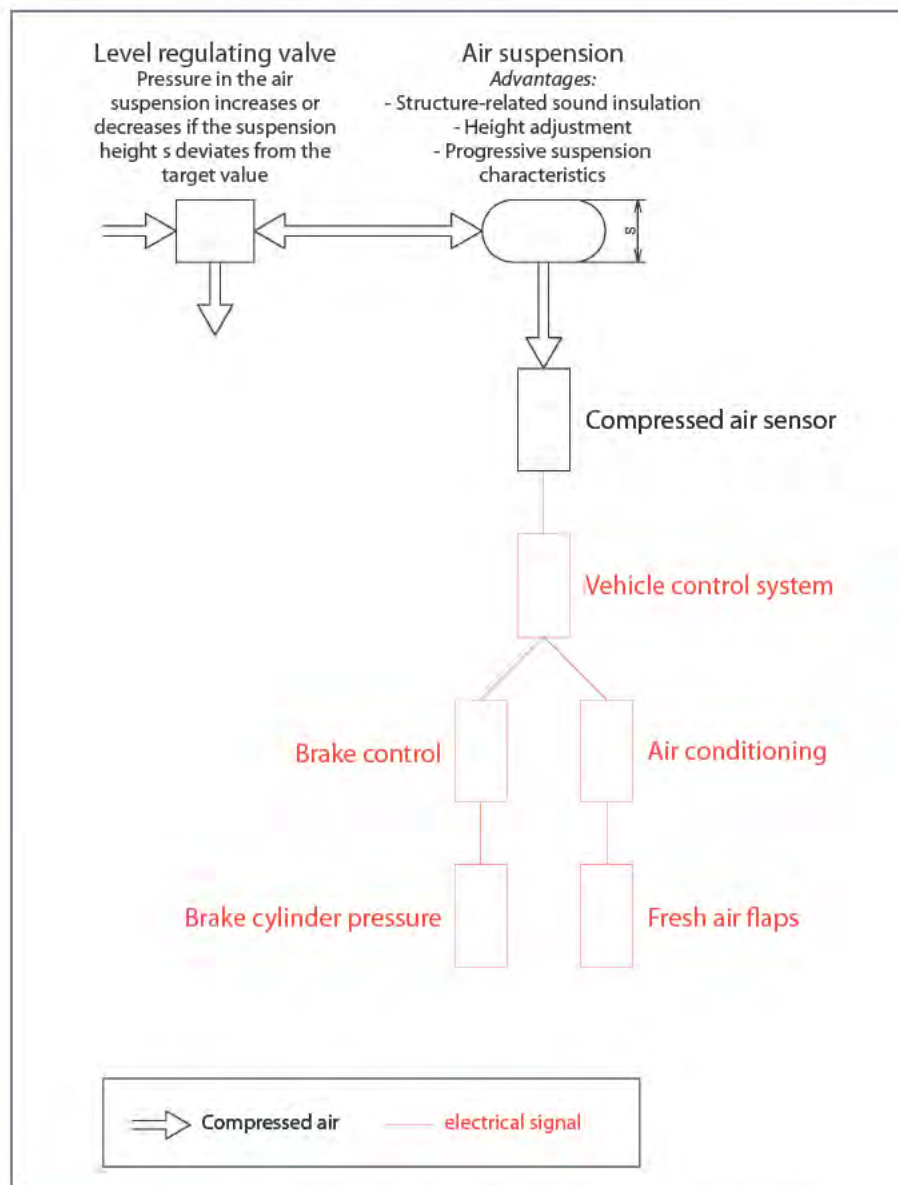 Level regulating valve
Pressure in the air
suspension increases or
decreases if the suspension
height s deviates from the
target value
Air suspension
Advantages:
- Structure-related sound insulation
- Height adjustment
- Progressive suspension
characteristics
s
Compressed air sensor
Vehicle control system
Brake control
Air conditioning
Brake cylinder pressure
Fresh air flaps
Compressed air
electrical signal